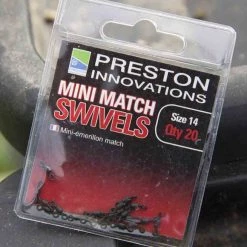 PRESTON
INNOVATIONS
MINI MATCH
SWIVELS
Size 14
Qty 20
Mini-émerillon match